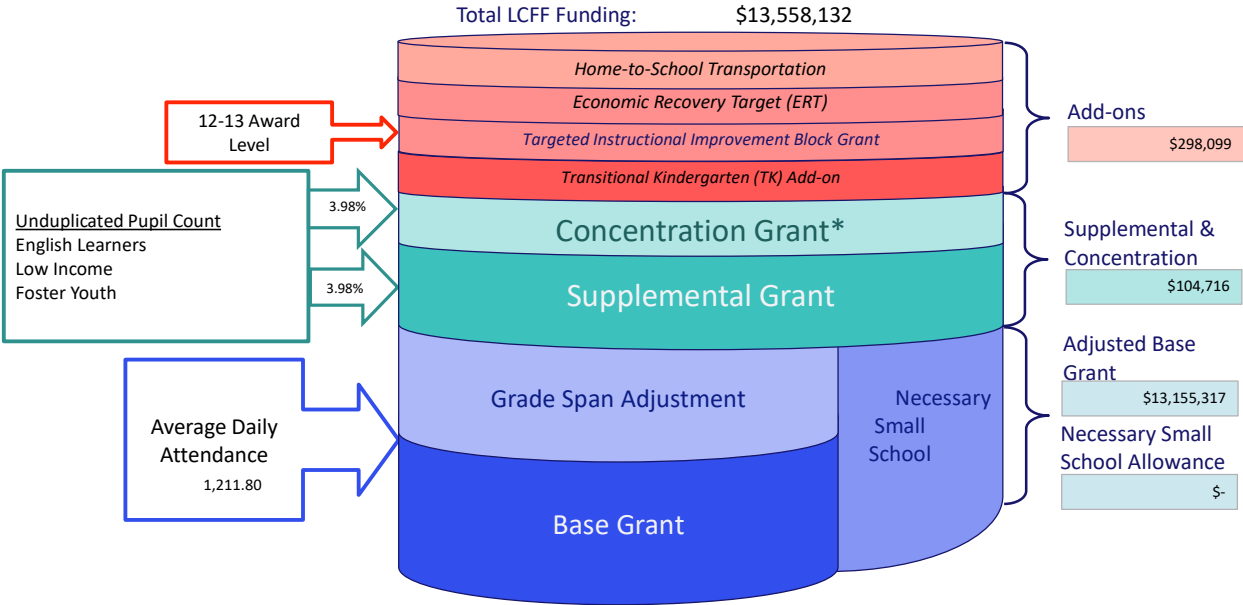 Total LCFF Funding: $13,558,132
Home-to-School Transportation
Economic Recovery Target (ERT)
Targeted Instructional Improvement Block Grant
Transitional Kindergarten (TK) Add-on
Concentration Grant*
Supplemental Grant
Grade Span Adjustment
Base Grant
Necessary
Small
School
12-13 Award
Level
Unduplicated Pupil Count
English Learners
Low Income
Foster Youth
3.98%
3.98%
Average Daily
Attendance
1,211.80
Add-ons
$298,099
Supplemental &
Concentration
$104,716
Adjusted Base
Grant
$13,155,317
Necessary Small
School Allowance
$-